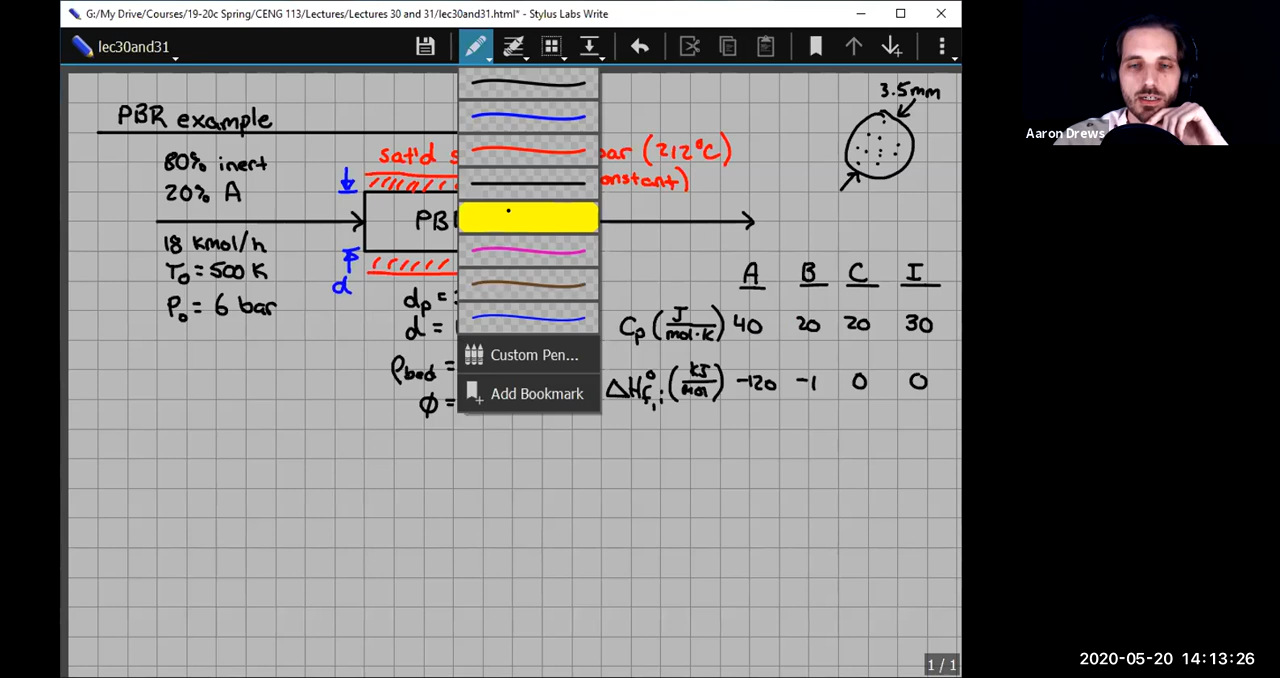 G:/My Drive/Courses/19-20c Spring/CENG 113/Lectures/Lectures 30 and 31/lec30and31.html* - Stylus Labs Write
lec30and31
PBR example
3.5mm
80% inert
20% A
sat'd s
bar (212°C)
onstant)
PB
18 kmol/h
T₀ = 500 K
P₀ = 6 bar
d
dp =
d =
ρbed =
ϕ =
A B C I
Cp (J/mol·K) 40 20 20 30
ΔH°f,i (kJ/mol) -120 -1 0 0
Custom Pen...
Add Bookmark
1 / 1
Aaron Drews
2020-05-20 14:13:26